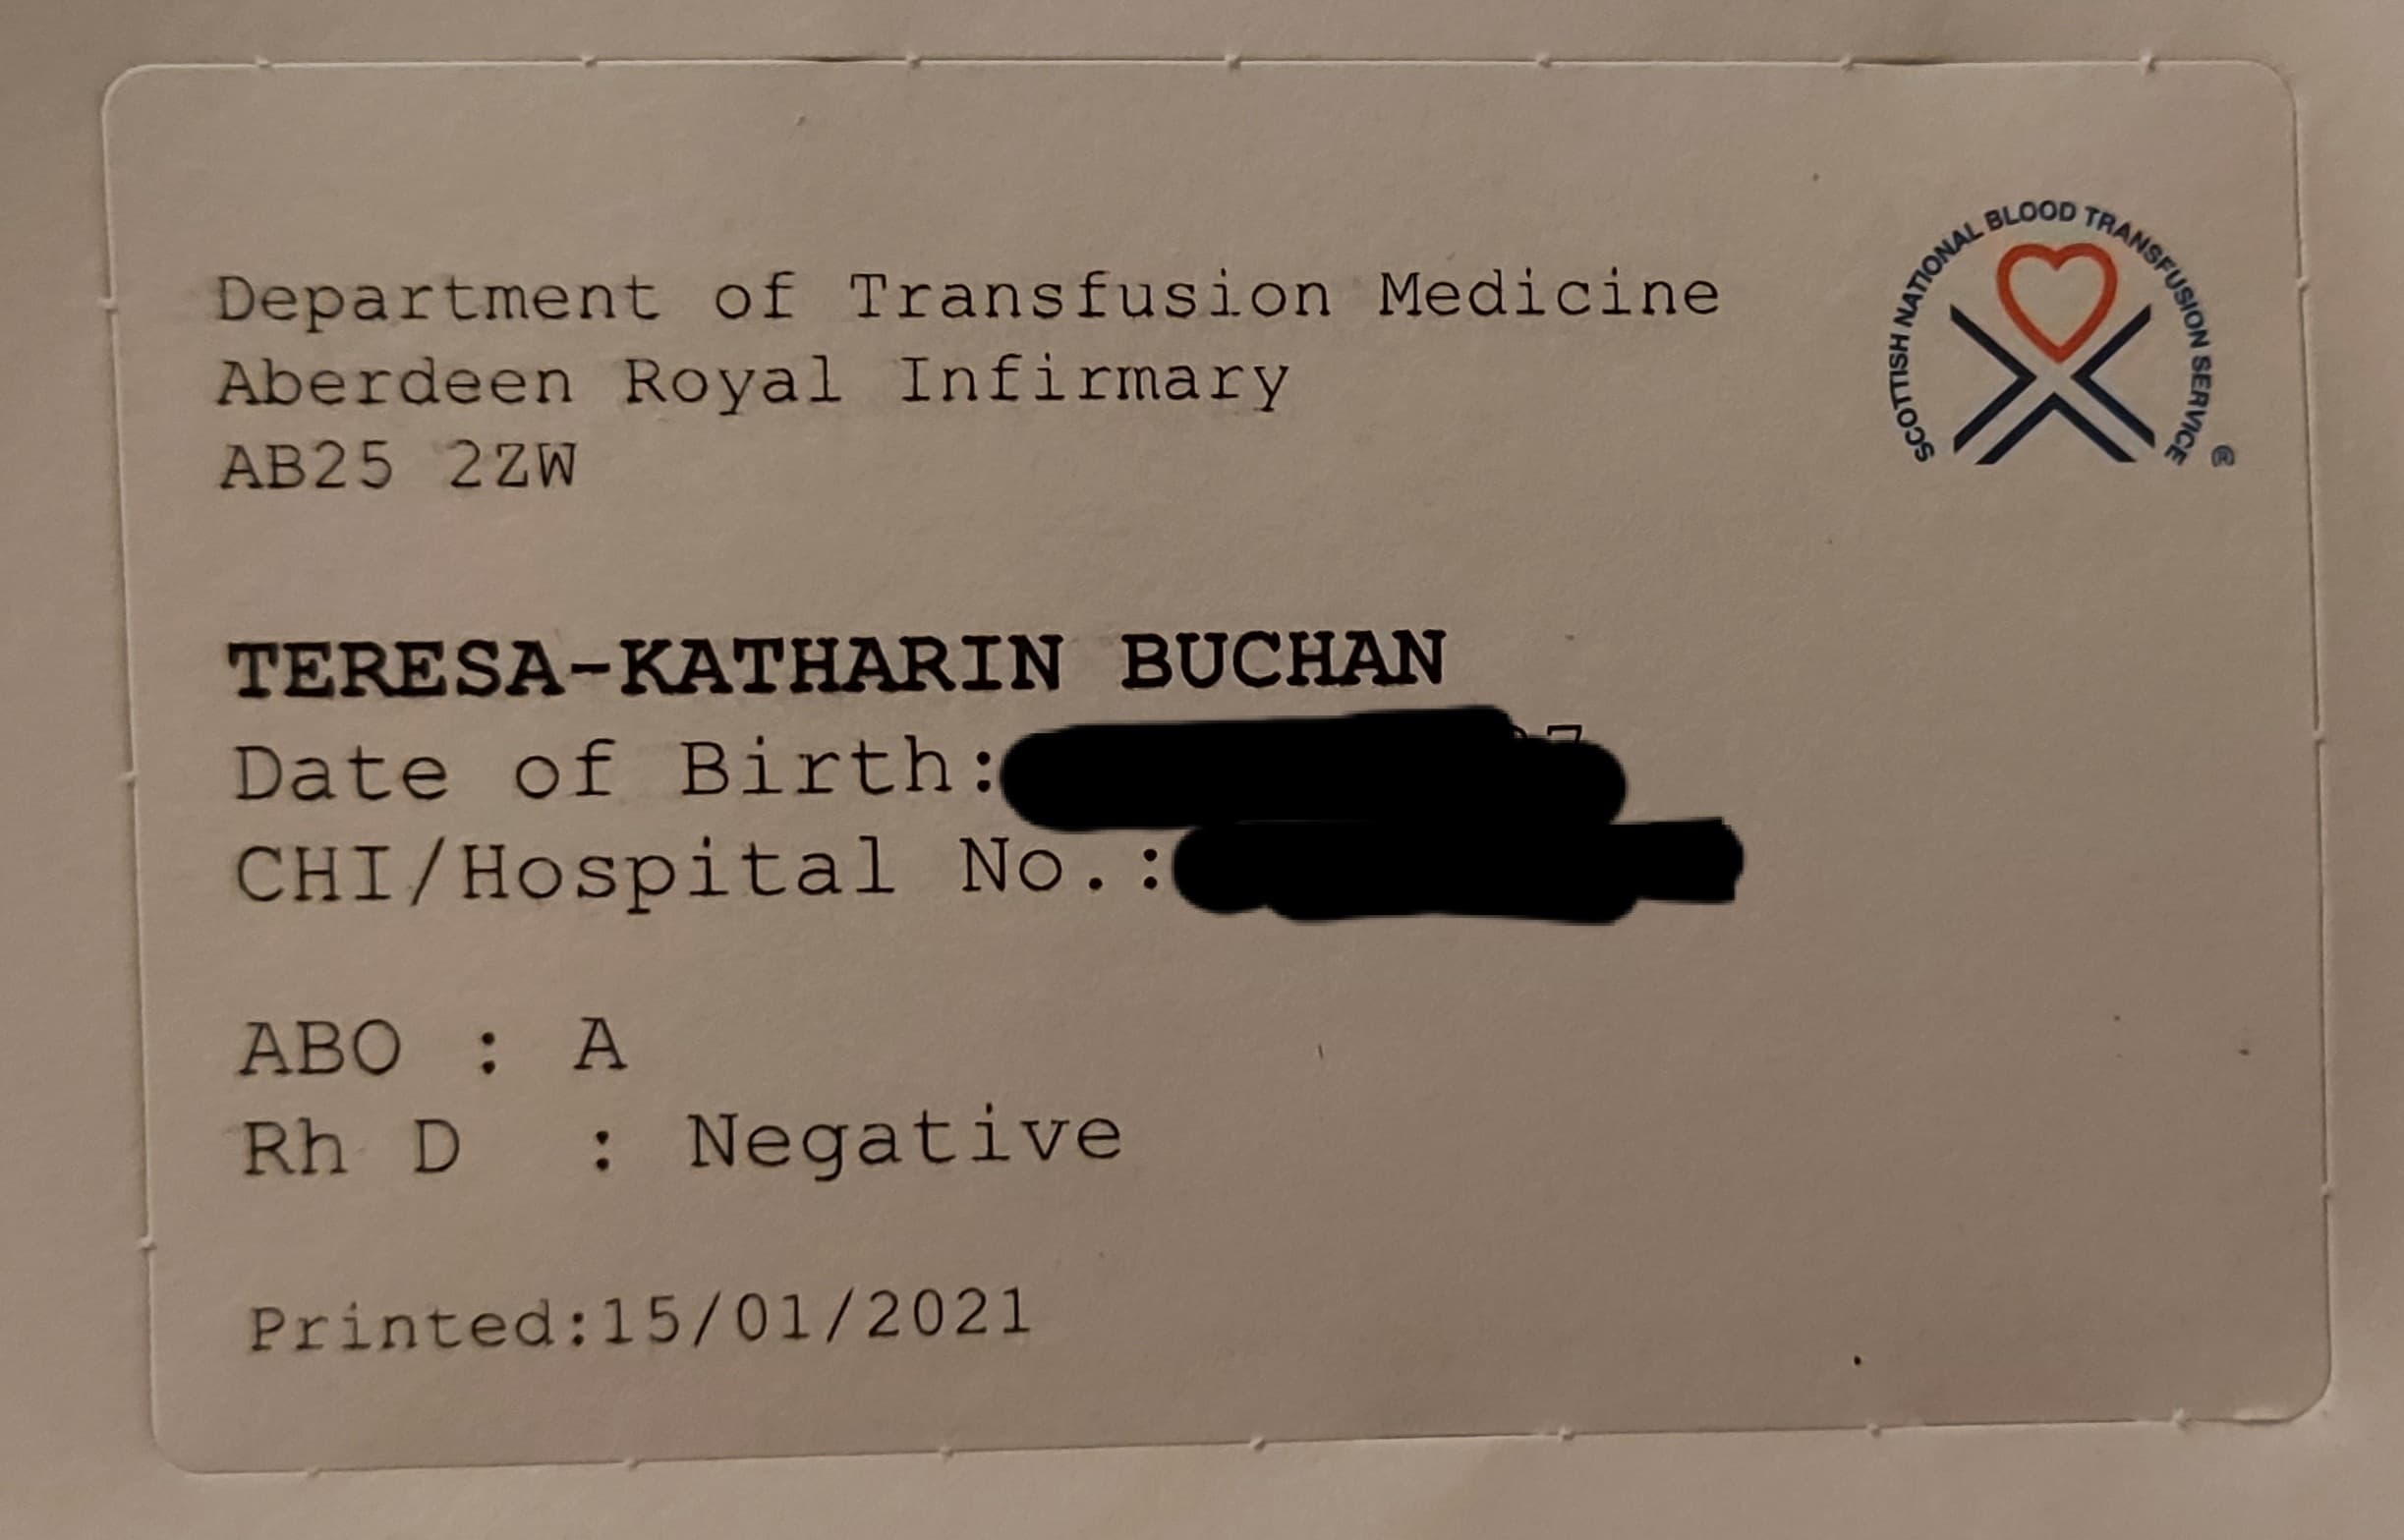 SCOTTISH NATIONAL BLOOD TRANSFUSION SERVICE ®
Department of Transfusion Medicine
Aberdeen Royal Infirmary
AB25 2ZW
TERESA-KATHARIN BUCHAN
Date of Birth:
CHI/Hospital No.:
ABO : A
Rh D : Negative
Printed:15/01/2021